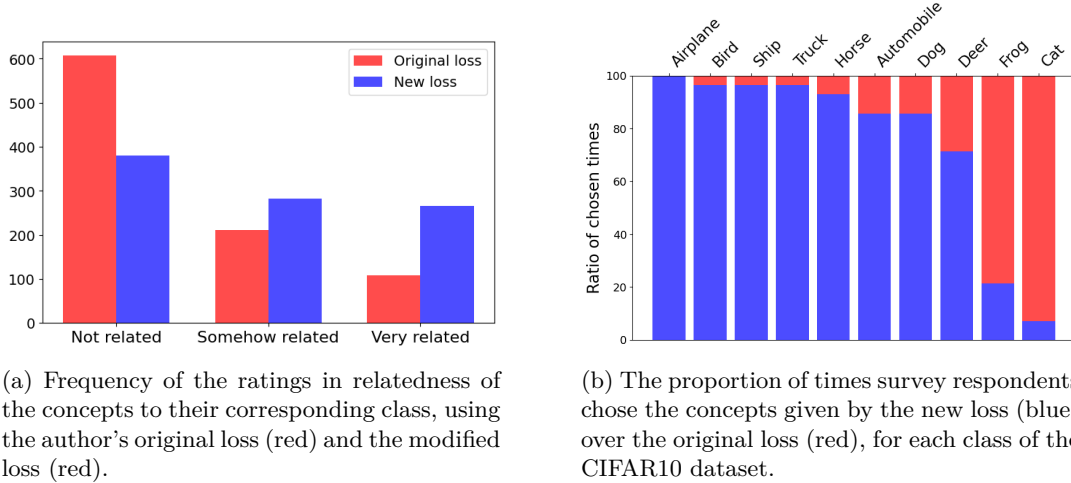 600
500
400
300
200
100
0
Original loss
New loss
Not related
Somehow related
Very related
(a) Frequency of the ratings in relatedness of
the concepts to their corresponding class, using
the author's original loss (red) and the modified
loss (red).
Airplane
Bird
Ship
Truck
Horse
Automobile
Dog
Deer
Frog
Cat
Ratio of chosen times
100
80
60
40
20
0
(b) The proportion of times survey respondents
chose the concepts given by the new loss (blue
over the original loss (red), for each class of the
CIFAR10 dataset.